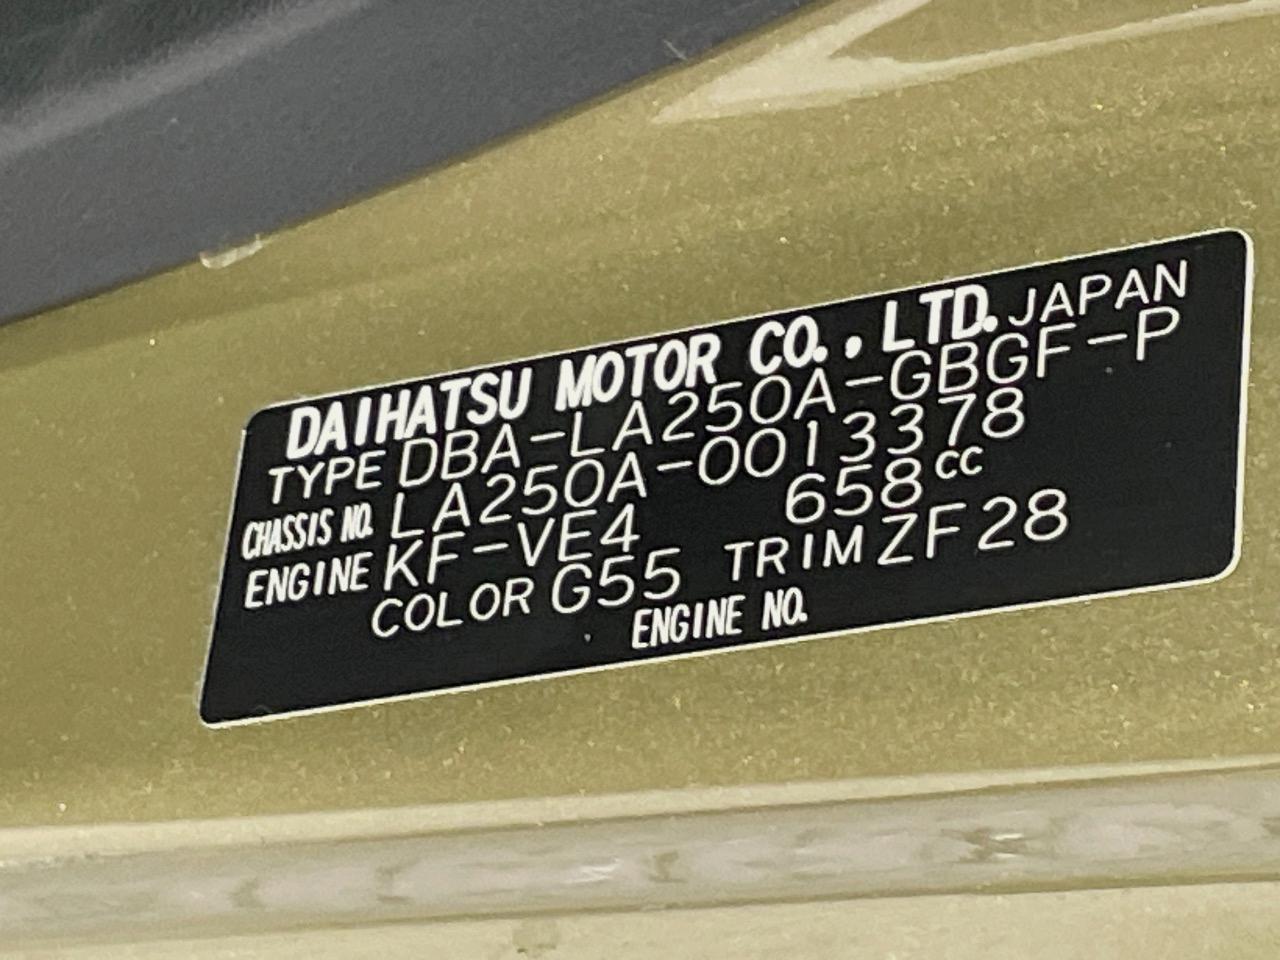 DAIHATSU MOTOR CO., LTD. JAPAN
TYPE DBA-LA250A-GBGF-P
CHASSIS NO. LA250A-0013378
ENGINE KF-VE4 658cc
COLOR G55 TRIM ZF28
ENGINE NO.